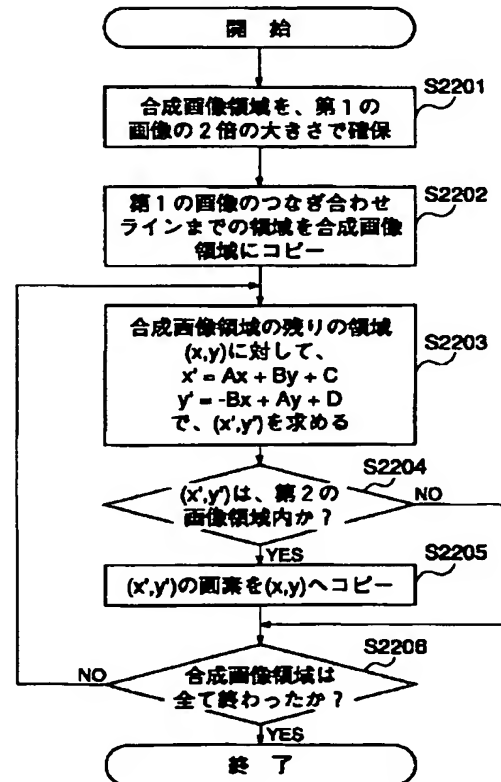 開 始
S2201
合成画像領域を、第1の
画像の2倍の大きさで確保
S2202
第1の画像のつなぎ合わせ
ラインまでの領域を合成画像
領域にコピー
S2203
合成画像領域の残りの領域
(x,y)に対して、
x' = Ax + By + C
y' = -Bx + Ay + D
で、(x',y')を求める
S2204
(x',y')は、第2の
画像領域内か？
NO
YES
S2205
(x',y')の画素を(x,y)へコピー
S2206
合成画像領域は
全て終わったか？
NO
YES
終 了